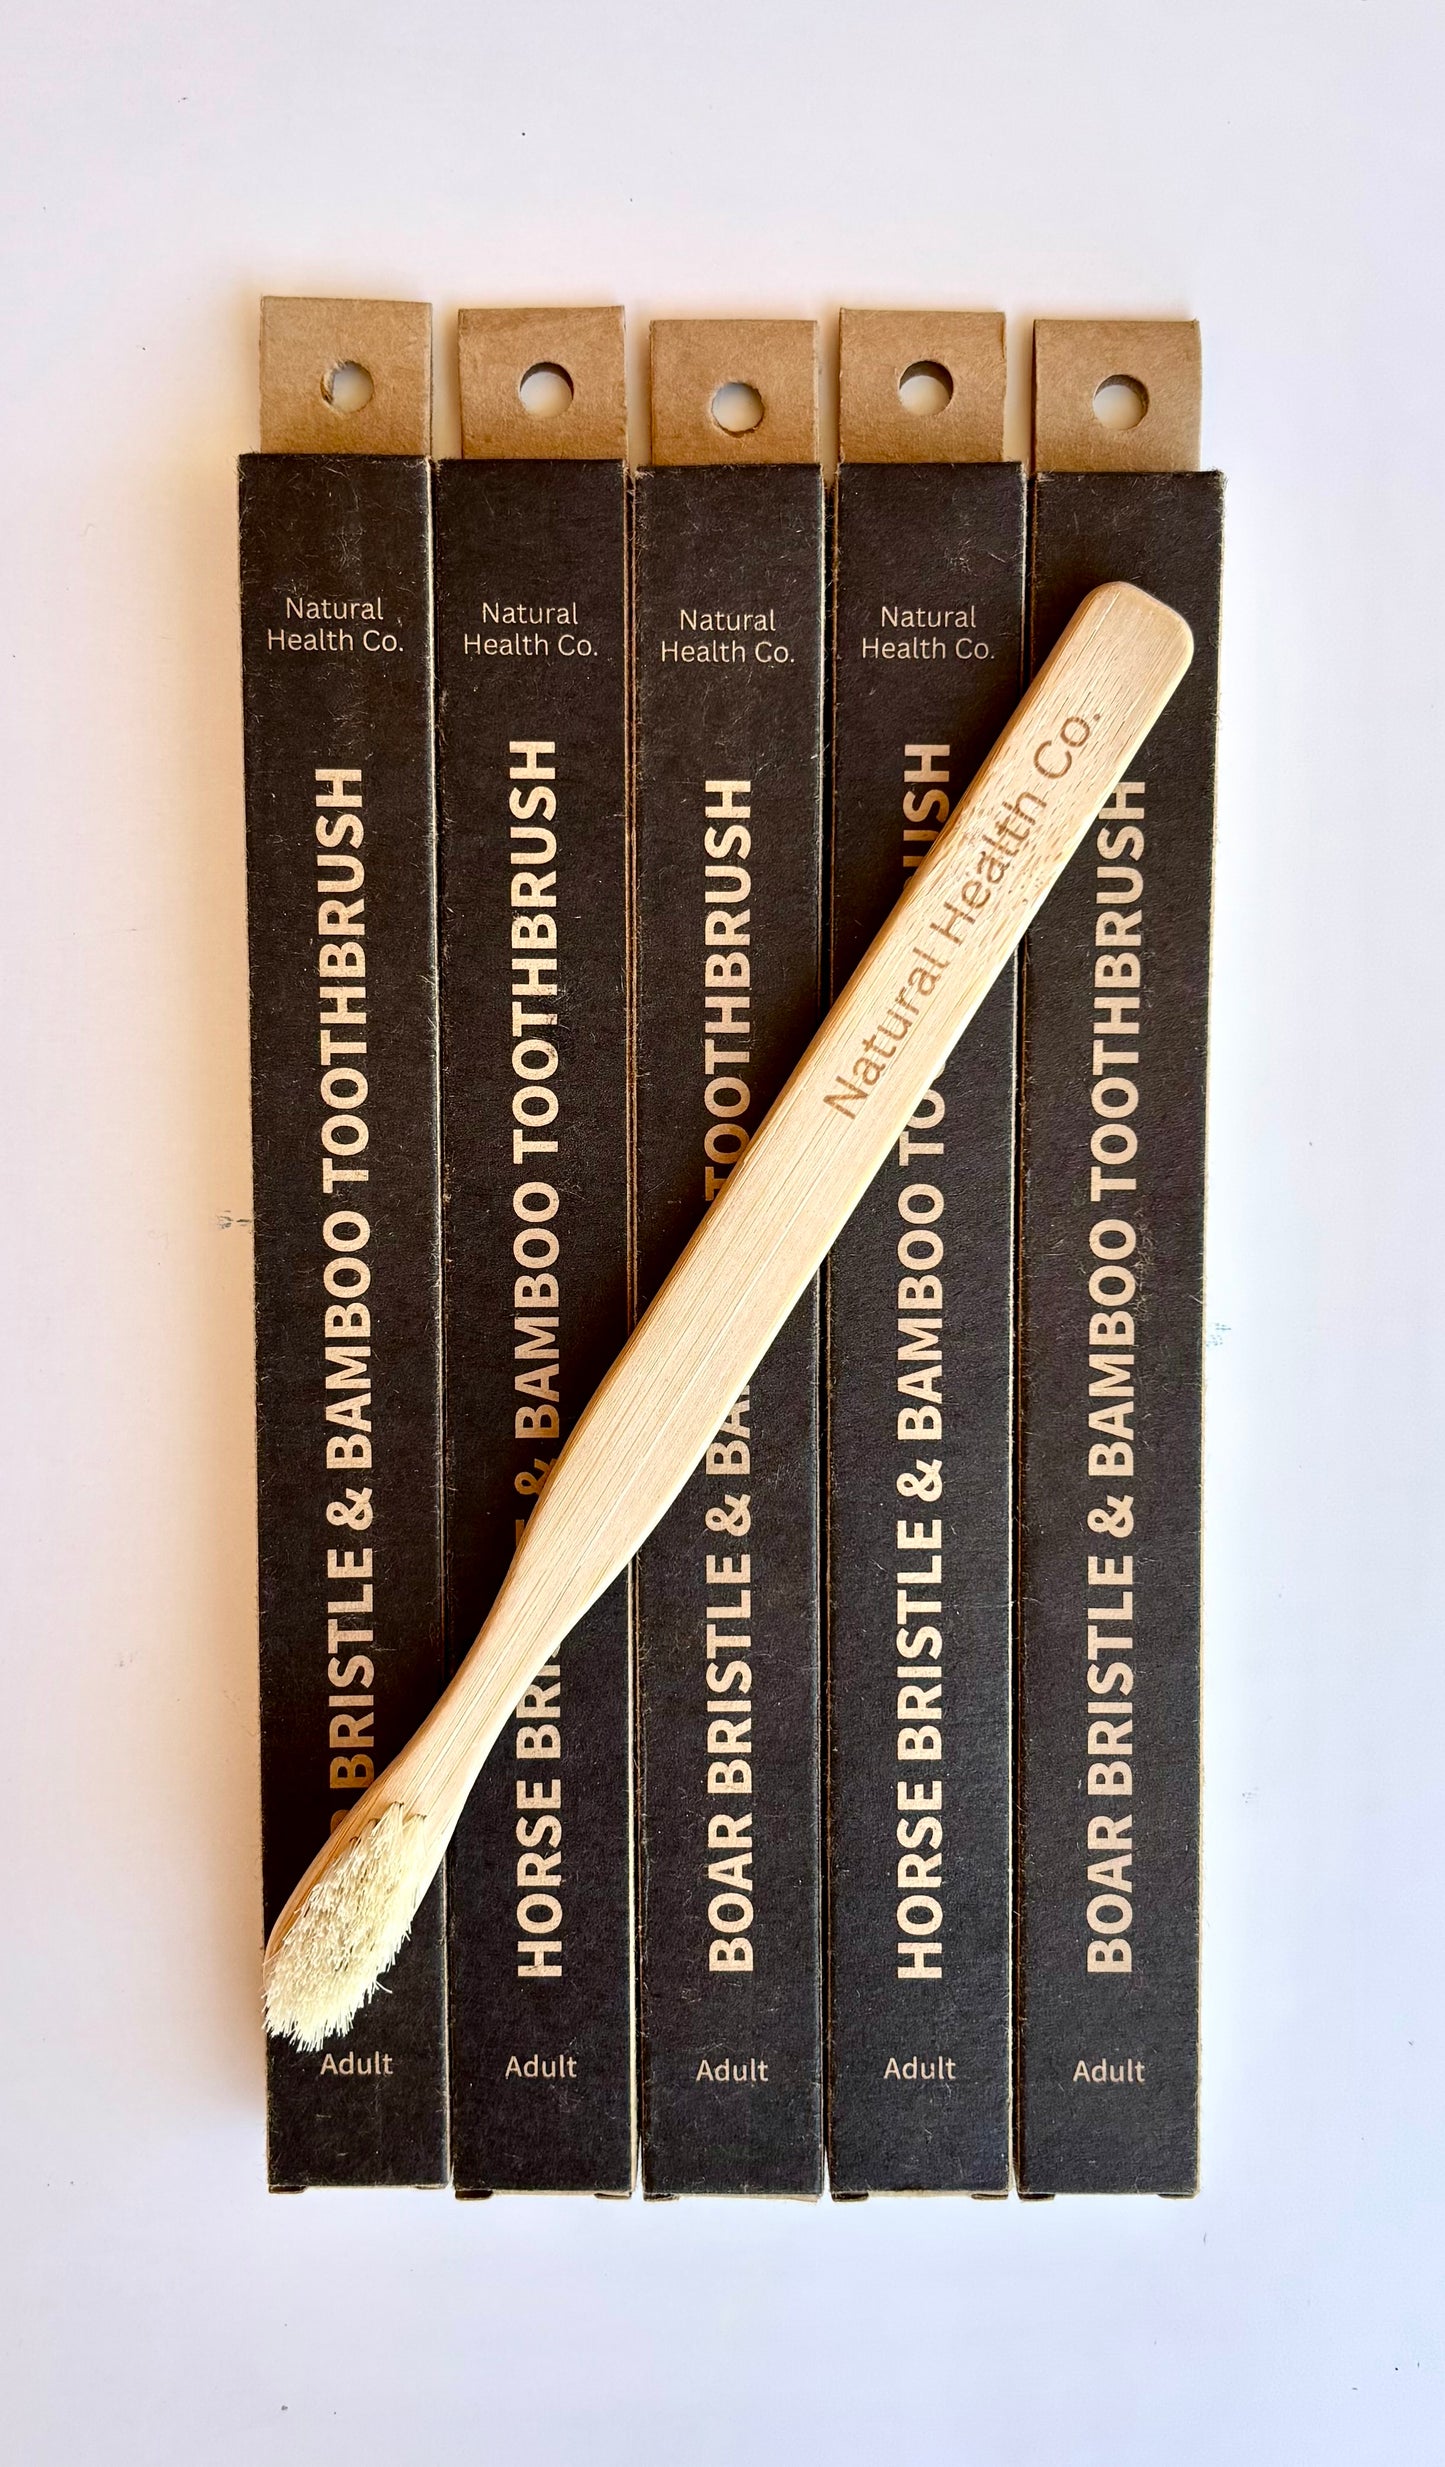 Natural
Health Co.
BRISTLE & BAMBOO TOOTHBRUSH
Adult
Natural
Health Co.
HORSE & BAMBOO TOOTHBRUSH
Adult
Natural
Health Co.
BOAR BRISTLE & TOOTHBRUSH
Adult
Natural
Health Co.
HORSE BRISTLE & BAMBOO
Adult
BOAR BRISTLE & BAMBOO TOOTHBRUSH
Adult
Natural Health Co.